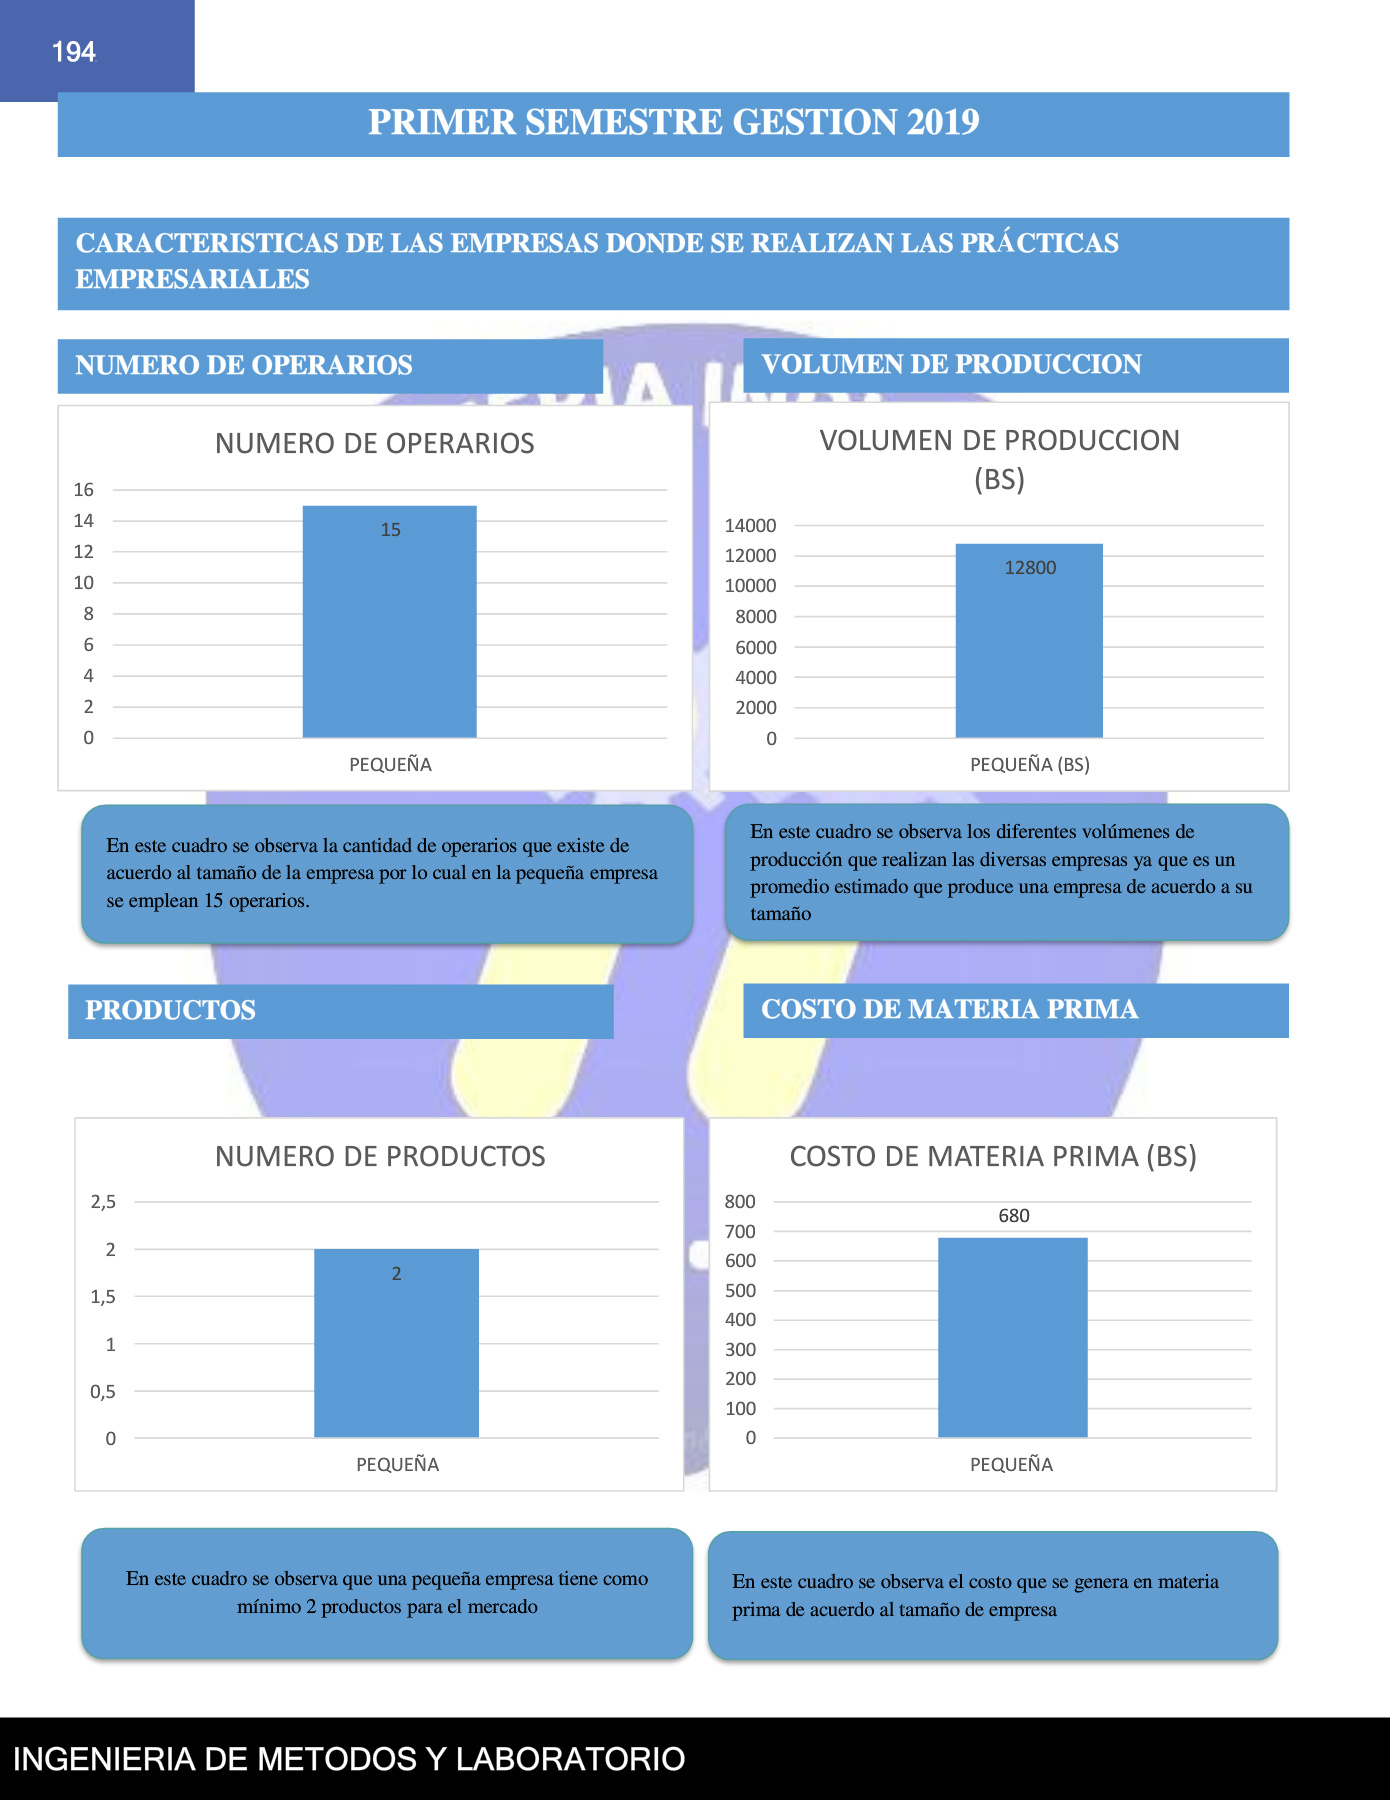 194
PRIMER SEMESTRE GESTION 2019
CARACTERISTICAS DE LAS EMPRESAS DONDE SE REALIZAN LAS PRÁCTICAS
EMPRESARIALES
NUMERO DE OPERARIOS
NUMERO DE OPERARIOS
16
14
12
10
8
6
4
2
0
15
PEQUEÑA
En este cuadro se observa la cantidad de operarios que existe de
acuerdo al tamaño de la empresa por lo cual en la pequeña empresa
se emplean 15 operarios.
VOLUMEN DE PRODUCCION
VOLUMEN DE PRODUCCION
(BS)
14000
12000
10000
8000
6000
4000
2000
0
12800
PEQUEÑA (BS)
En este cuadro se observa los diferentes volúmenes de
producción que realizan las diversas empresas ya que es un
promedio estimado que produce una empresa de acuerdo a su
tamaño
PRODUCTOS
NUMERO DE PRODUCTOS
2,5
2
1,5
1
0,5
0
2
PEQUEÑA
En este cuadro se observa que una pequeña empresa tiene como
mínimo 2 productos para el mercado
COSTO DE MATERIA PRIMA
COSTO DE MATERIA PRIMA (BS)
800
700
600
500
400
300
200
100
0
680
PEQUEÑA
En este cuadro se observa el costo que se genera en materia
prima de acuerdo al tamaño de empresa
INGENIERIA DE METODOS Y LABORATORIO